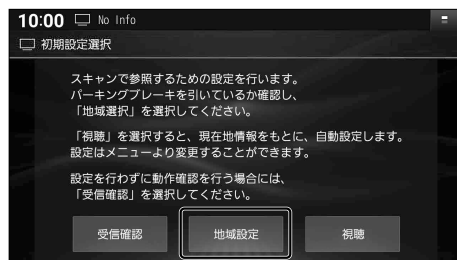 10:00 No Info
初期設定選択
スキャンで参照するための設定を行います。
パーキングブレーキを引いているか確認し、
「地域選択」を選択してください。
「視聴」を選択すると、現在地情報をもとに、自動設定します。
設定はメニューより変更することができます。
設定を行わずに動作確認を行う場合には、
「受信確認」を選択してください。
受信確認 地域設定 視聴